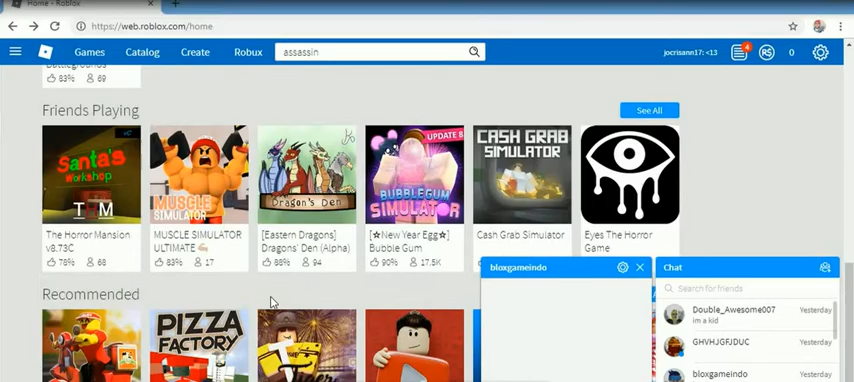 Home - Roblox
https://web.roblox.com/home
Games
Catalog
Create
Robux
assassin
jocrisann17: <13
4
R$
0
83%
69
Friends Playing
See All
Santa's
Workshop
MUSCLE
SIMULATOR
Dragon's Den
UPDATE 8
BUBBLEGUM
SIMULATOR
CASH GRAB
SIMULATOR
The Horror Mansion
v8.73C
78%
68
MUSCLE SIMULATOR
ULTIMATE
83%
17
[Eastern Dragons]
Dragons' Den (Alpha)
88%
94
[☆New Year Egg☆]
Bubble Gum
90%
17.5K
Cash Grab Simulator
Eyes The Horror
Game
Recommended
PIZZA
FACTORY
bloxgameindo
Chat
Search for friends
Double_Awesome007
Yesterday
im a kid
GHVHJGFJDUC
Yesterday
bloxgameindo
Yesterday